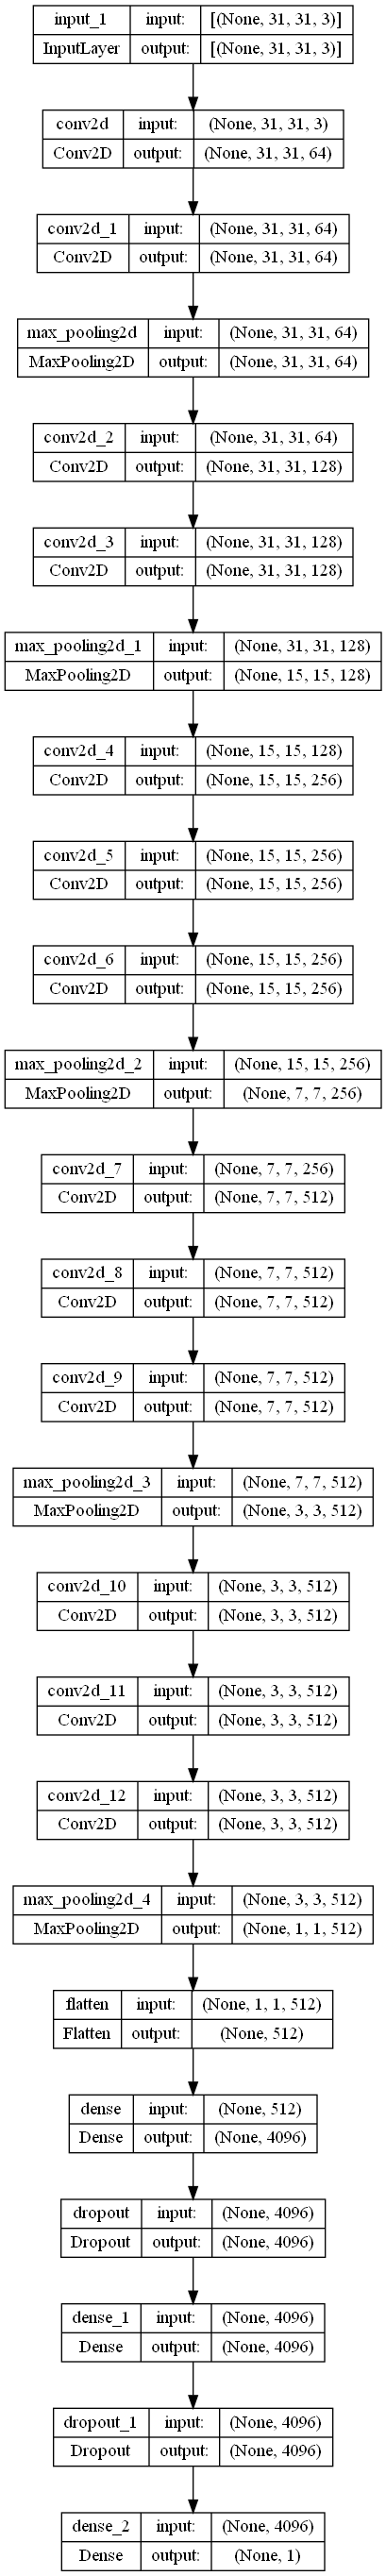 input_1 input: [(None, 31, 31, 3)]
InputLayer output: [(None, 31, 31, 3)]
conv2d input: (None, 31, 31, 3)
Conv2D output: (None, 31, 31, 64)
conv2d_1 input: (None, 31, 31, 64)
Conv2D output: (None, 31, 31, 64)
max_pooling2d input: (None, 31, 31, 64)
MaxPooling2D output: (None, 31, 31, 64)
conv2d_2 input: (None, 31, 31, 64)
Conv2D output: (None, 31, 31, 128)
conv2d_3 input: (None, 31, 31, 128)
Conv2D output: (None, 31, 31, 128)
max_pooling2d_1 input: (None, 31, 31, 128)
MaxPooling2D output: (None, 15, 15, 128)
conv2d_4 input: (None, 15, 15, 128)
Conv2D output: (None, 15, 15, 256)
conv2d_5 input: (None, 15, 15, 256)
Conv2D output: (None, 15, 15, 256)
conv2d_6 input: (None, 15, 15, 256)
Conv2D output: (None, 15, 15, 256)
max_pooling2d_2 input: (None, 15, 15, 256)
MaxPooling2D output: (None, 7, 7, 256)
conv2d_7 input: (None, 7, 7, 256)
Conv2D output: (None, 7, 7, 512)
conv2d_8 input: (None, 7, 7, 512)
Conv2D output: (None, 7, 7, 512)
conv2d_9 input: (None, 7, 7, 512)
Conv2D output: (None, 7, 7, 512)
max_pooling2d_3 input: (None, 7, 7, 512)
MaxPooling2D output: (None, 3, 3, 512)
conv2d_10 input: (None, 3, 3, 512)
Conv2D output: (None, 3, 3, 512)
conv2d_11 input: (None, 3, 3, 512)
Conv2D output: (None, 3, 3, 512)
conv2d_12 input: (None, 3, 3, 512)
Conv2D output: (None, 3, 3, 512)
max_pooling2d_4 input: (None, 3, 3, 512)
MaxPooling2D output: (None, 1, 1, 512)
flatten input: (None, 1, 1, 512)
Flatten output: (None, 512)
dense input: (None, 512)
Dense output: (None, 4096)
dropout input: (None, 4096)
Dropout output: (None, 4096)
dense_1 input: (None, 4096)
Dense output: (None, 4096)
dropout_1 input: (None, 4096)
Dropout output: (None, 4096)
dense_2 input: (None, 4096)
Dense output: (None, 1)